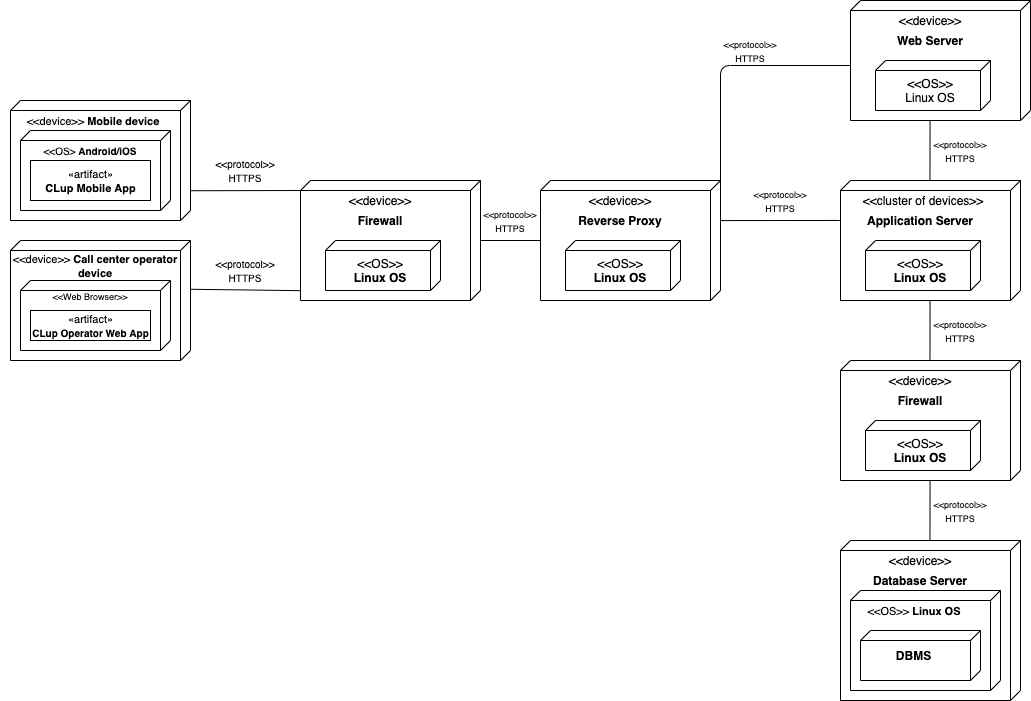 <<device>>
Web Server
<<OS>>
Linux OS
<<protocol>>
HTTPS
<<device>> Mobile device
<<OS> Android/iOS
«artifact»
CLup Mobile App
<<protocol>>
HTTPS
<<protocol>>
HTTPS
<<device>>
Firewall
<<OS>>
Linux OS
<<protocol>>
HTTPS
<<device>>
Reverse Proxy
<<OS>>
Linux OS
<<protocol>>
HTTPS
<<cluster of devices>>
Application Server
<<OS>>
Linux OS
<<device>> Call center operator
device
<<Web Browser>>
«artifact»
CLup Operator Web App
<<protocol>>
HTTPS
<<protocol>>
HTTPS
<<device>>
Firewall
<<OS>>
Linux OS
<<protocol>>
HTTPS
<<device>>
Database Server
<<OS>> Linux OS
DBMS